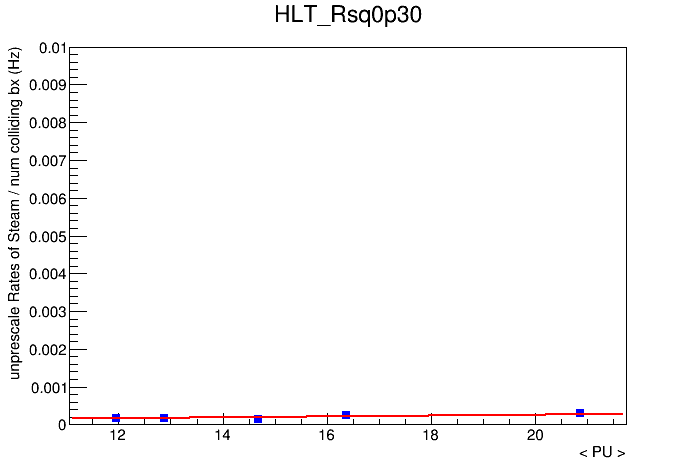 HLT_Rsq0p30
unprescale Rates of Steam / num colliding bx (Hz)
0.01
0.009
0.008
0.007
0.006
0.005
0.004
0.003
0.002
0.001
0
12 14 16 18 20
< PU >